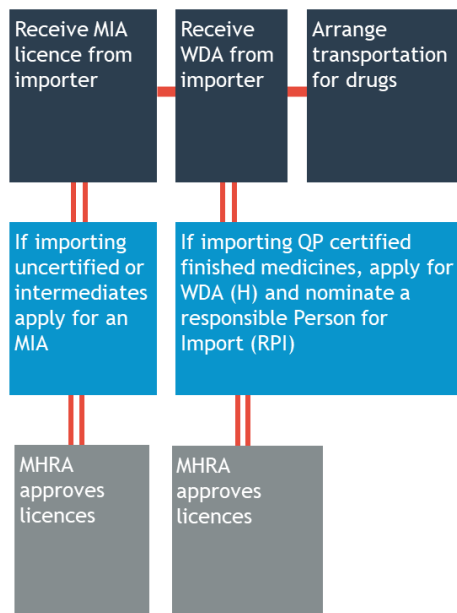 Receive MIA
licence from
importer
Receive
WDA from
importer
Arrange
transportation
for drugs
If importing
uncertified or
intermediates
apply for an
MIA
If importing QP certified
finished medicines, apply for
WDA (H) and nominate a
responsible Person for
Import (RPI)
MHRA
approves
licences
MHRA
approves
licences